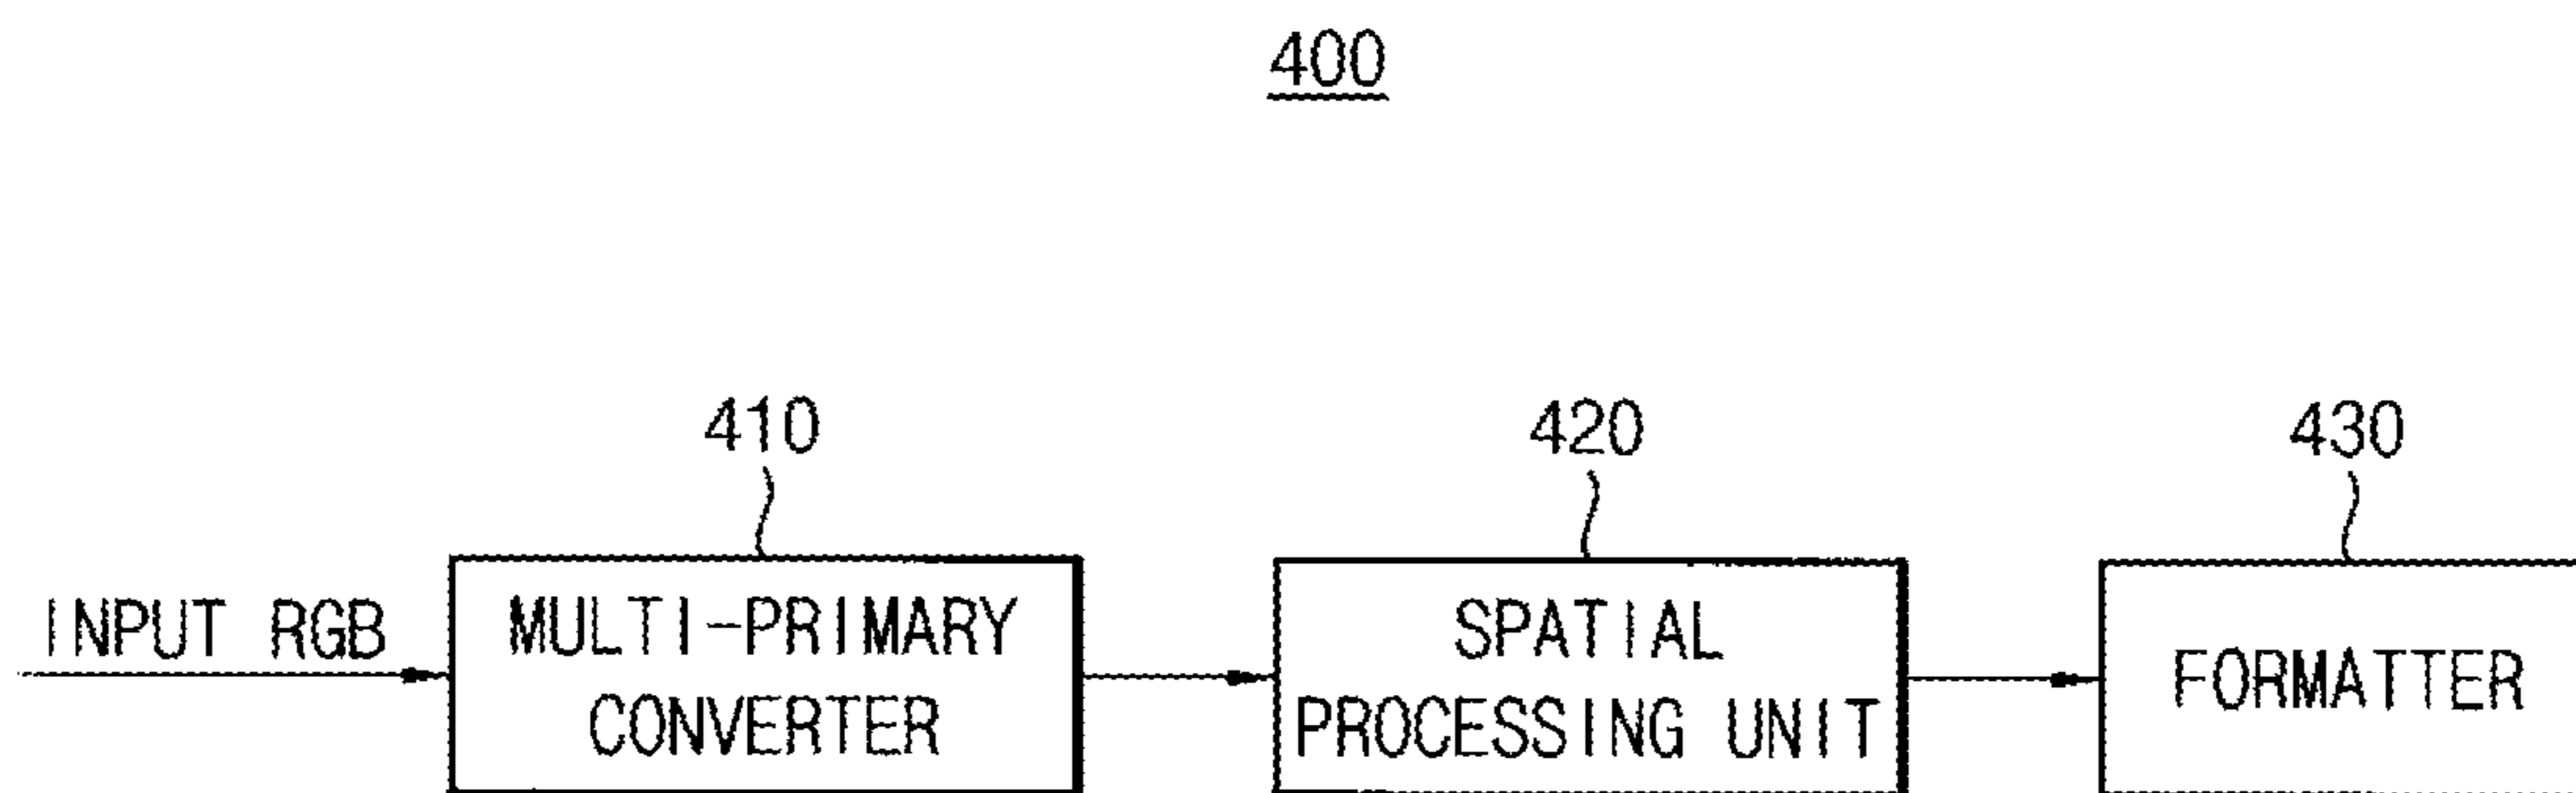 400
410
420
430
INPUT RGB
MULTI-PRIMARY
CONVERTER
SPATIAL
PROCESSING UNIT
FORMATTER